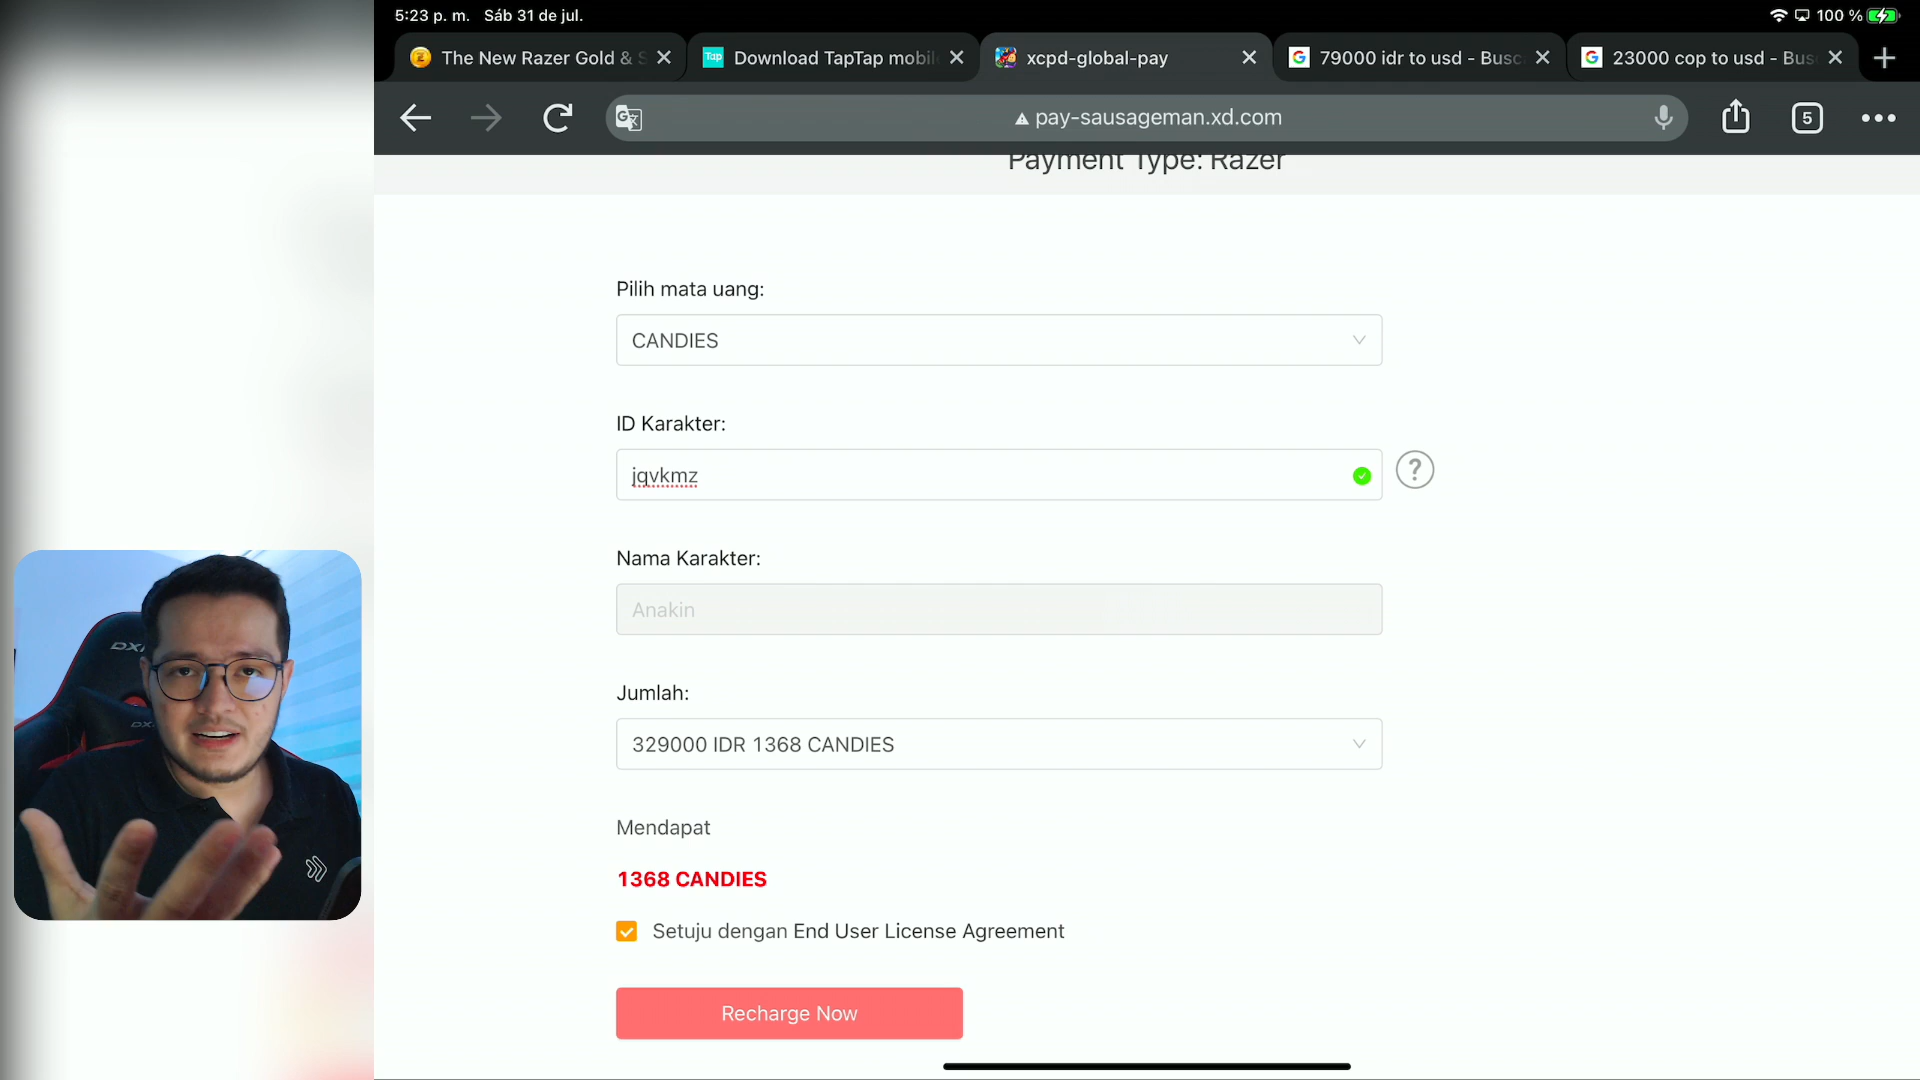 5:23 p. m. Sáb 31 de jul.
100 %
The New Razer Gold & S
Tap
Download TapTap mobil
xcpd-global-pay
79000 idr to usd - Busc
23000 cop to usd - Bus
pay-sausageman.xd.com
5
Payment Type: Razer
Pilih mata uang:
CANDIES
ID Karakter:
jqvkmz
?
Nama Karakter:
Anakin
Jumlah:
329000 IDR 1368 CANDIES
Mendapat
1368 CANDIES
Setuju dengan End User License Agreement
Recharge Now